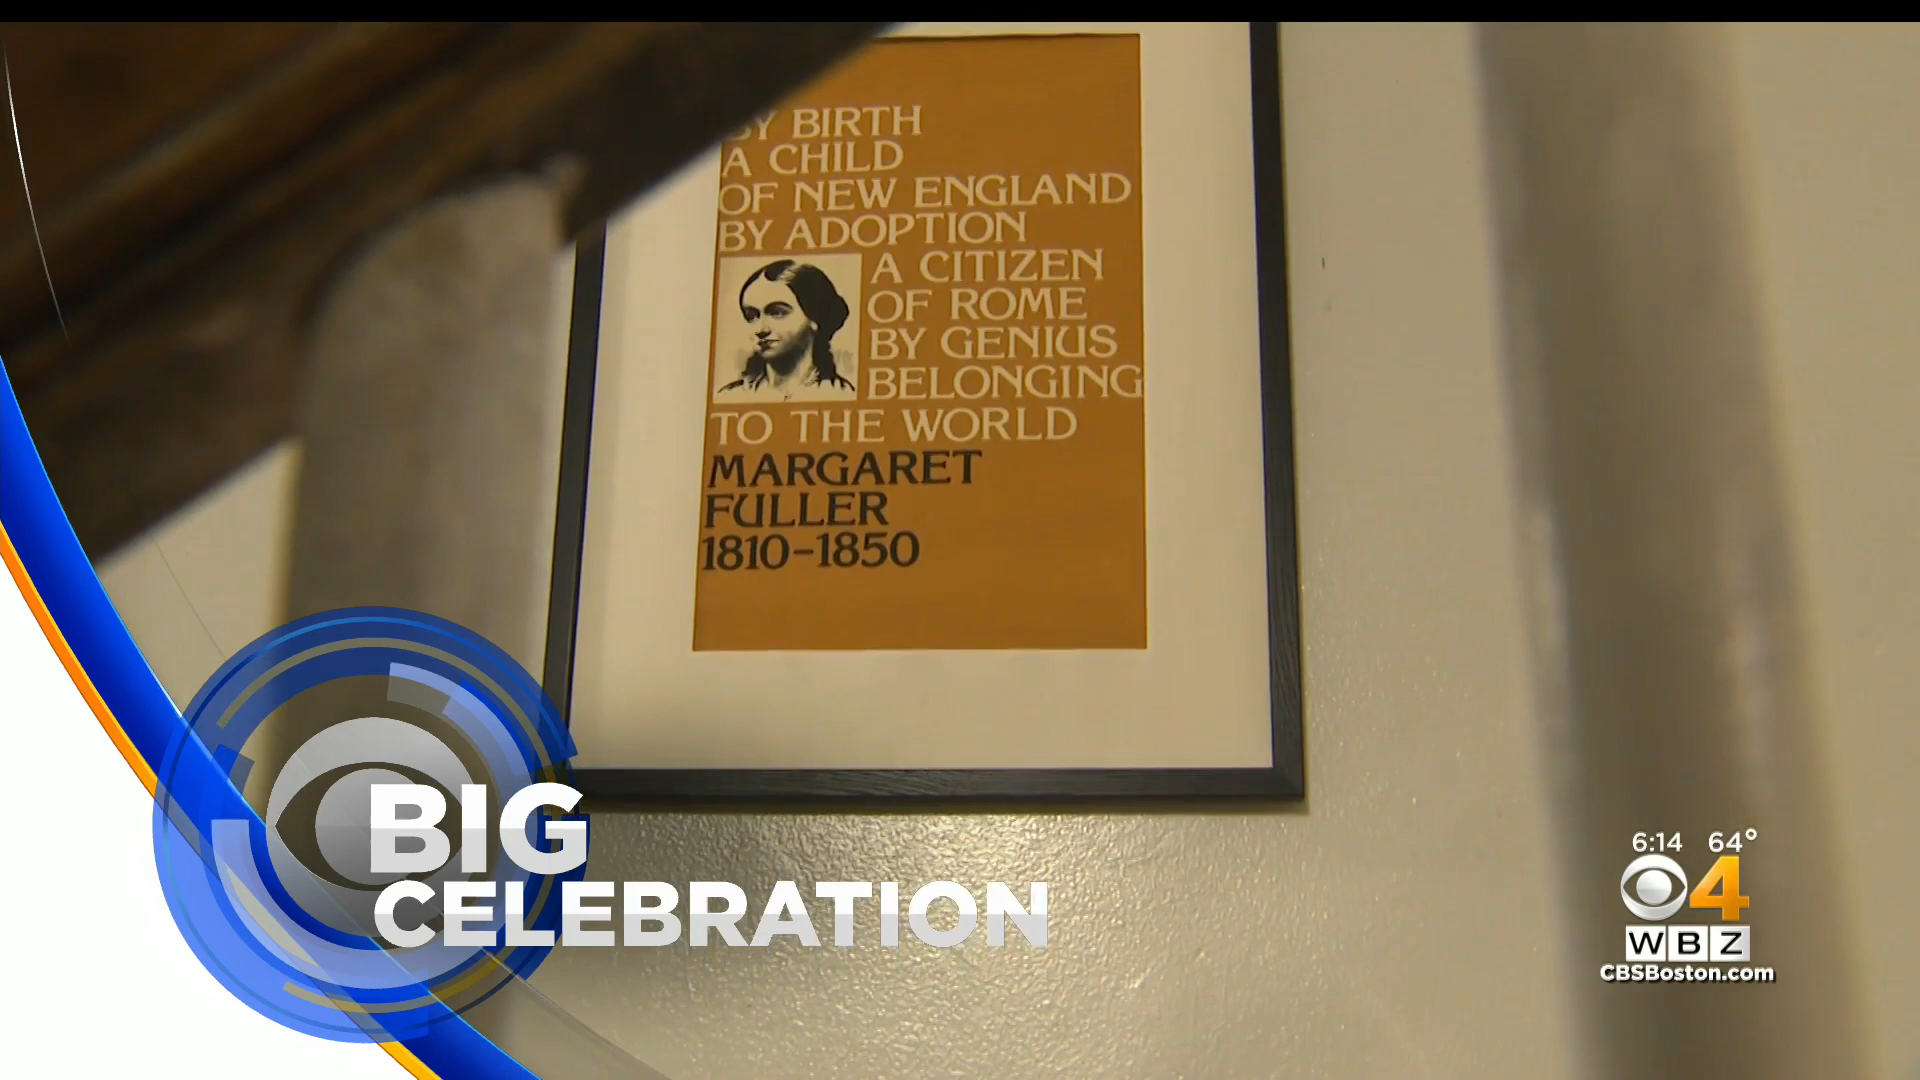 BY BIRTH
A CHILD
OF NEW ENGLAND
BY ADOPTION
A CITIZEN
OF ROME
BY GENIUS
BELONGING
TO THE WORLD
MARGARET
FULLER
1810-1850
BIG
CELEBRATION
6:14 64°
4
WBZ
CBSBoston.com